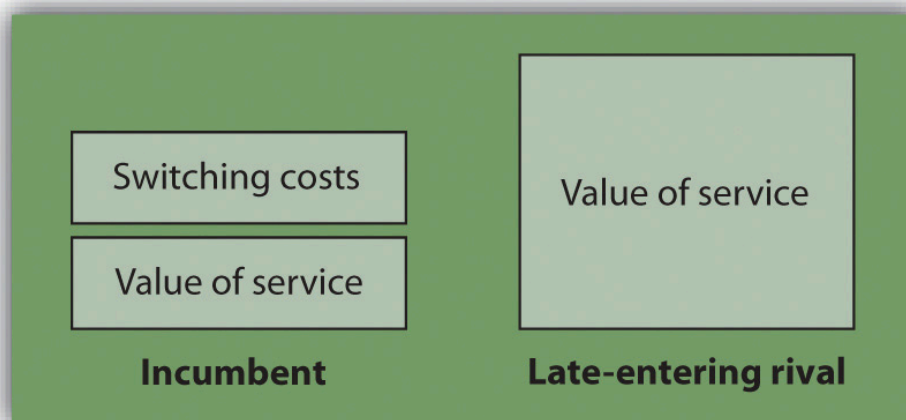 Switching costs
Value of service
Incumbent
Value of service
Late-entering rival